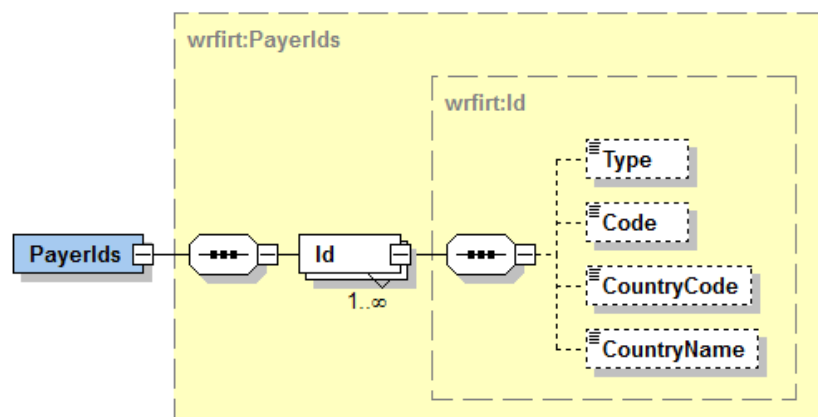 wrfirt:PayerIds
wrfirt:Id
Type
Code
PayerIds
Id
1..∞
CountryCode
CountryName